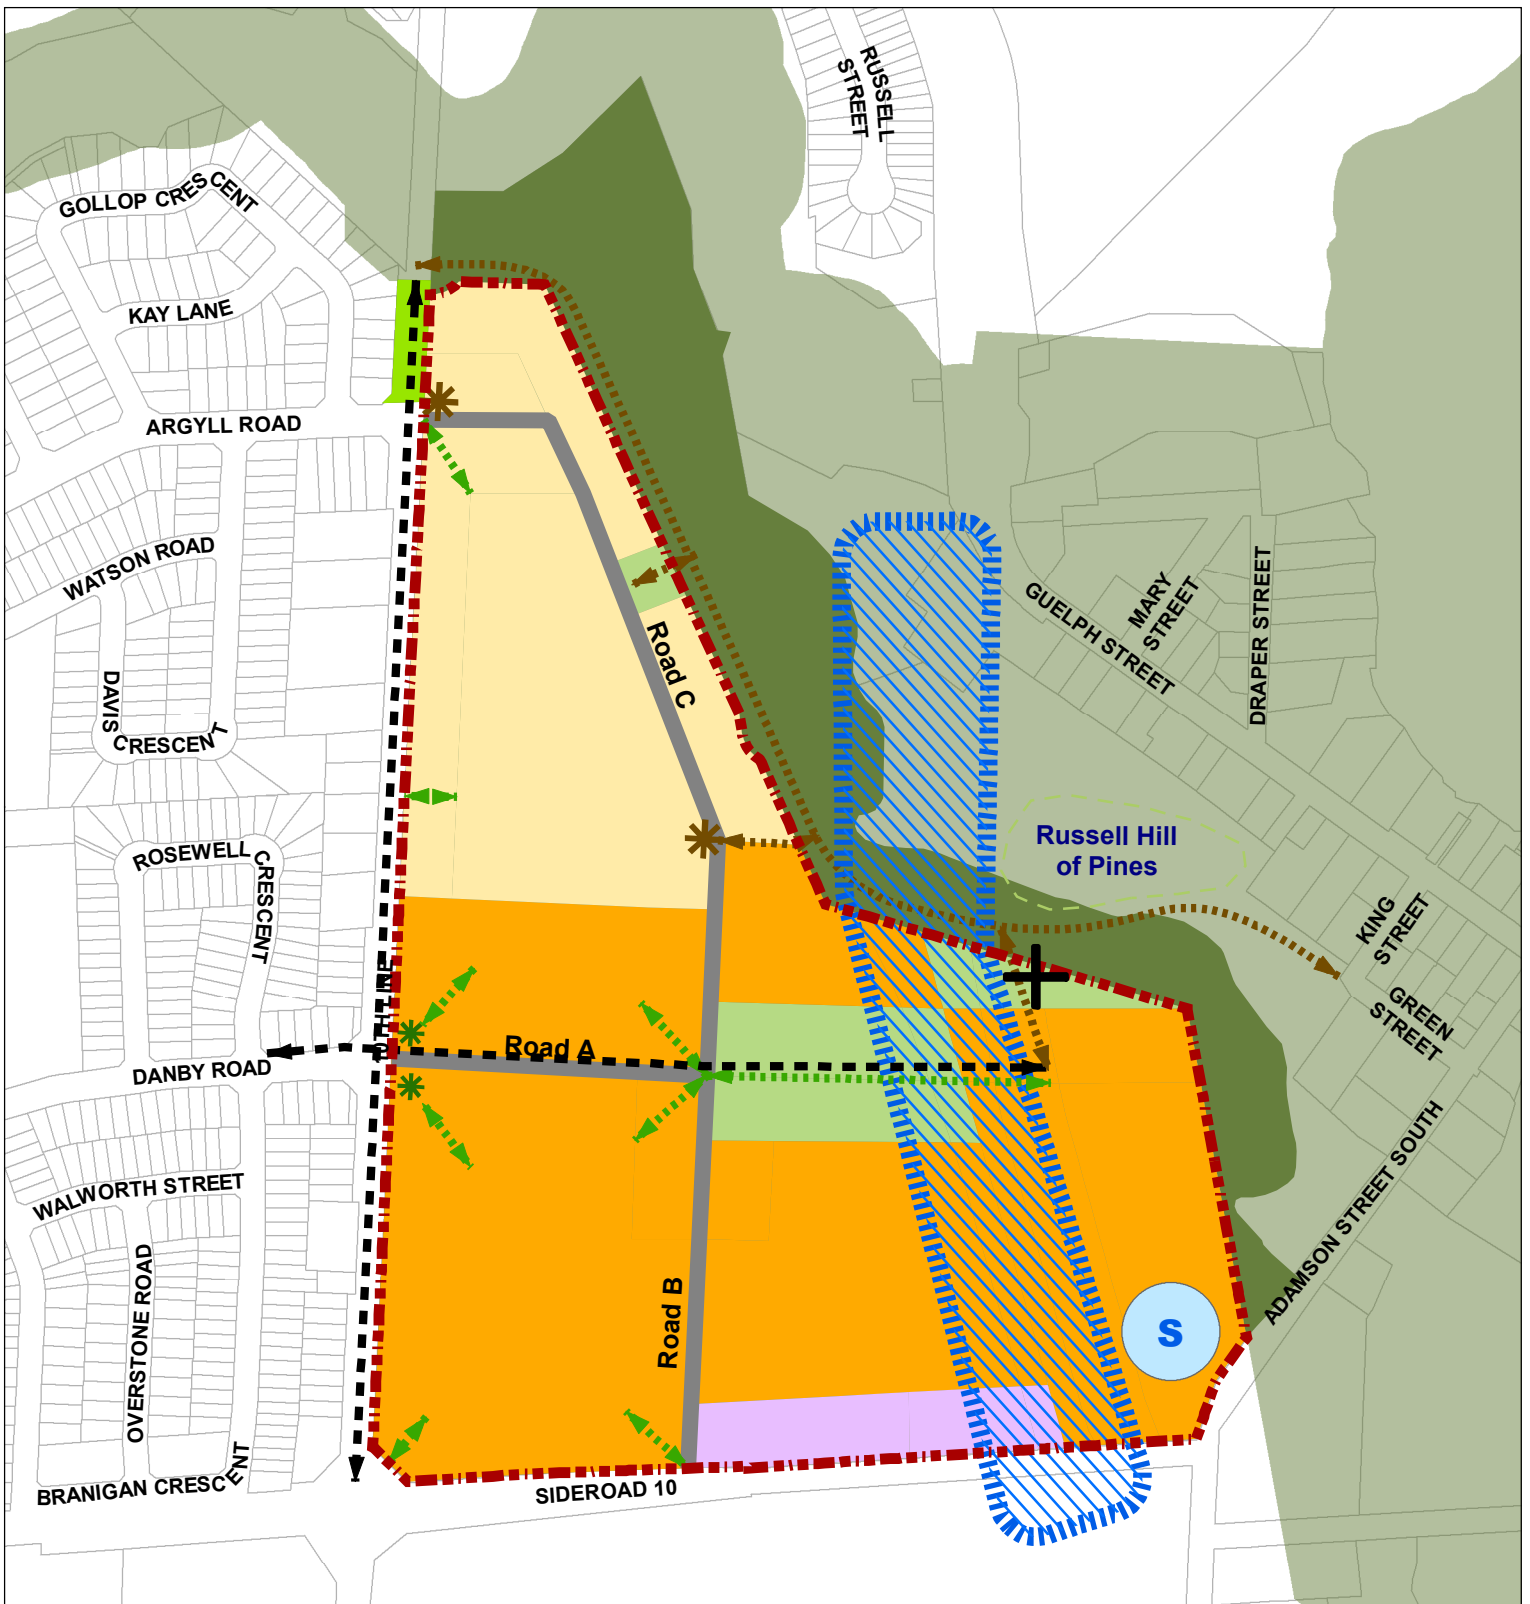 RUSSELL
STREET
GOLLOP CRESCENT
KAY LANE
ARGYLL ROAD
WATSON ROAD
DAVIS
CRESCENT
Road C
GUELPH STREET
MARY
STREET
DRAPER STREET
Russell Hill
of Pines
ROSEWELL
CRESCENT
KING
STREET
GREEN
STREET
Road A
DANBY ROAD
WALWORTH STREET
OVERSTONE ROAD
Road B
ADAMSON STREET SOUTH
S
BRANIGAN CRESCENT
SIDEROAD 10